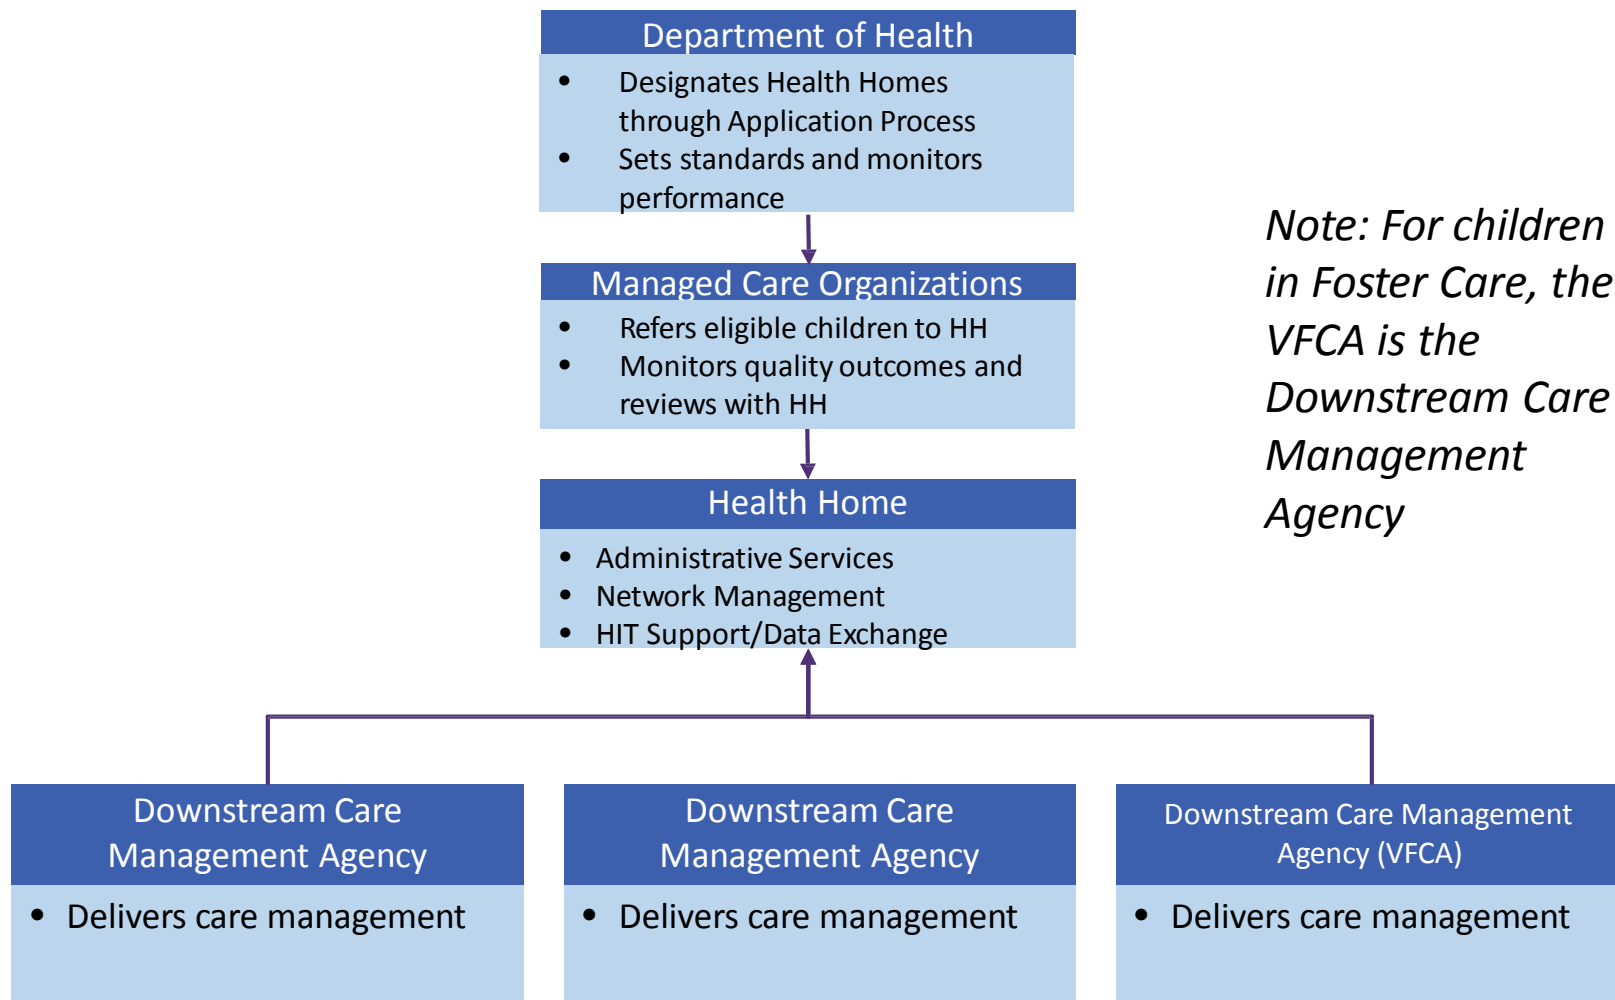 Department of Health
• Designates Health Homes
through Application Process
• Sets standards and monitors
performance
Managed Care Organizations
• Refers eligible children to HH
• Monitors quality outcomes and
reviews with HH
Health Home
• Administrative Services
• Network Management
• HIT Support/Data Exchange
Note: For children
in Foster Care, the
VFCA is the
Downstream Care
Management
Agency
Downstream Care
Management Agency
• Delivers care management
Downstream Care
Management Agency
• Delivers care management
Downstream Care Management
Agency (VFCA)
• Delivers care management